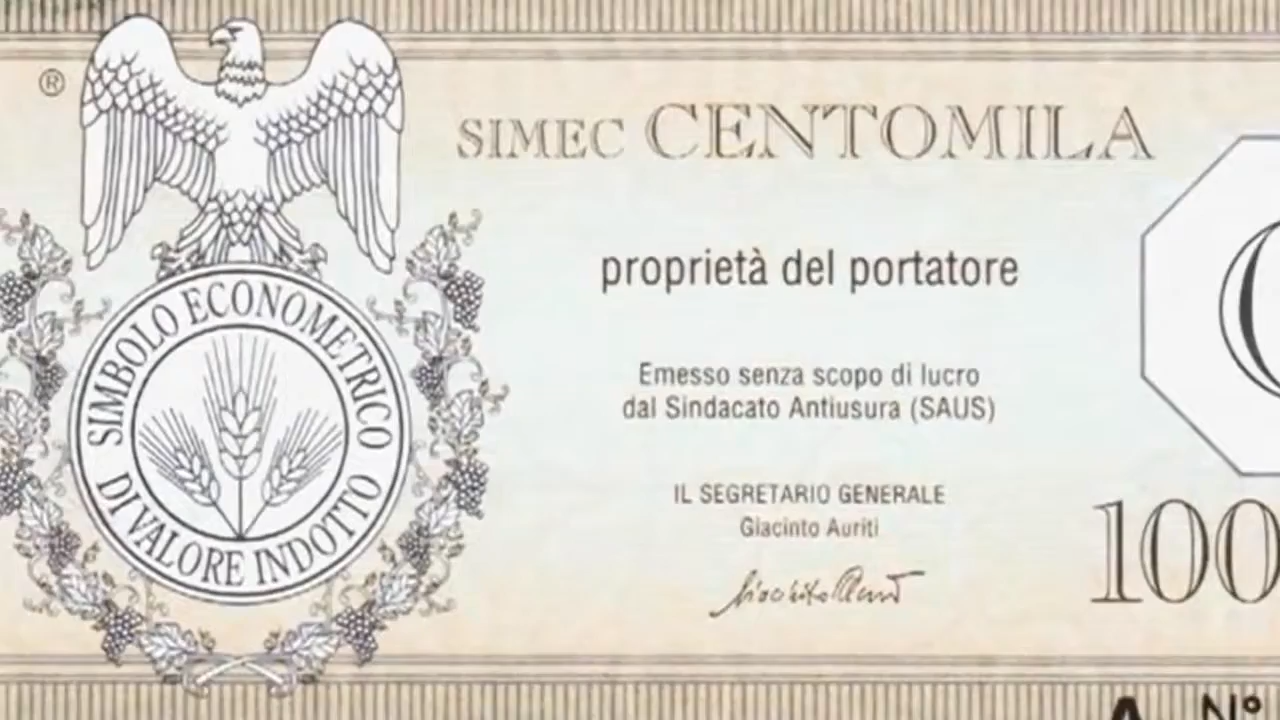 ®
SIMEC CENTOMILA
proprietà del portatore
Emesso senza scopo di lucro
dal Sindacato Antiusura (SAUS)
IL SEGRETARIO GENERALE
Giacinto Auriti
SIMBOLO ECONOMETRICO
DI VALORE INDOTTO
100
A N°